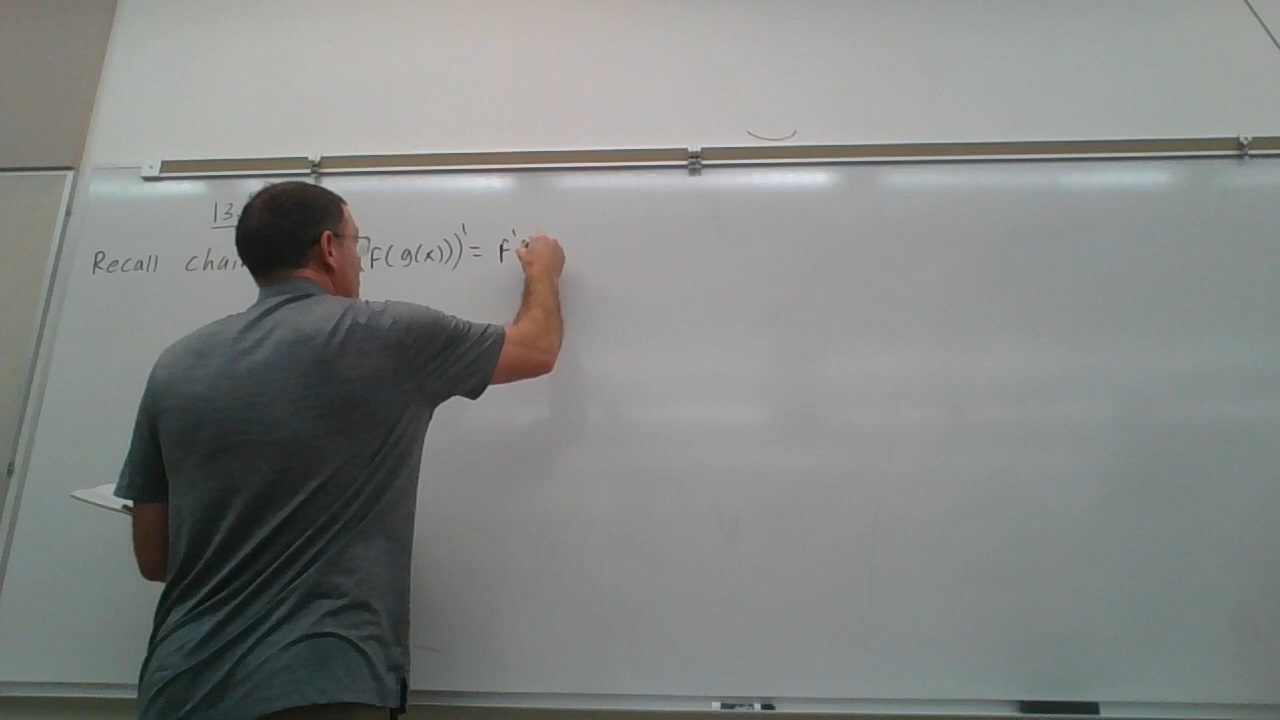 13.
Recall chai f(g(x)))' = f'